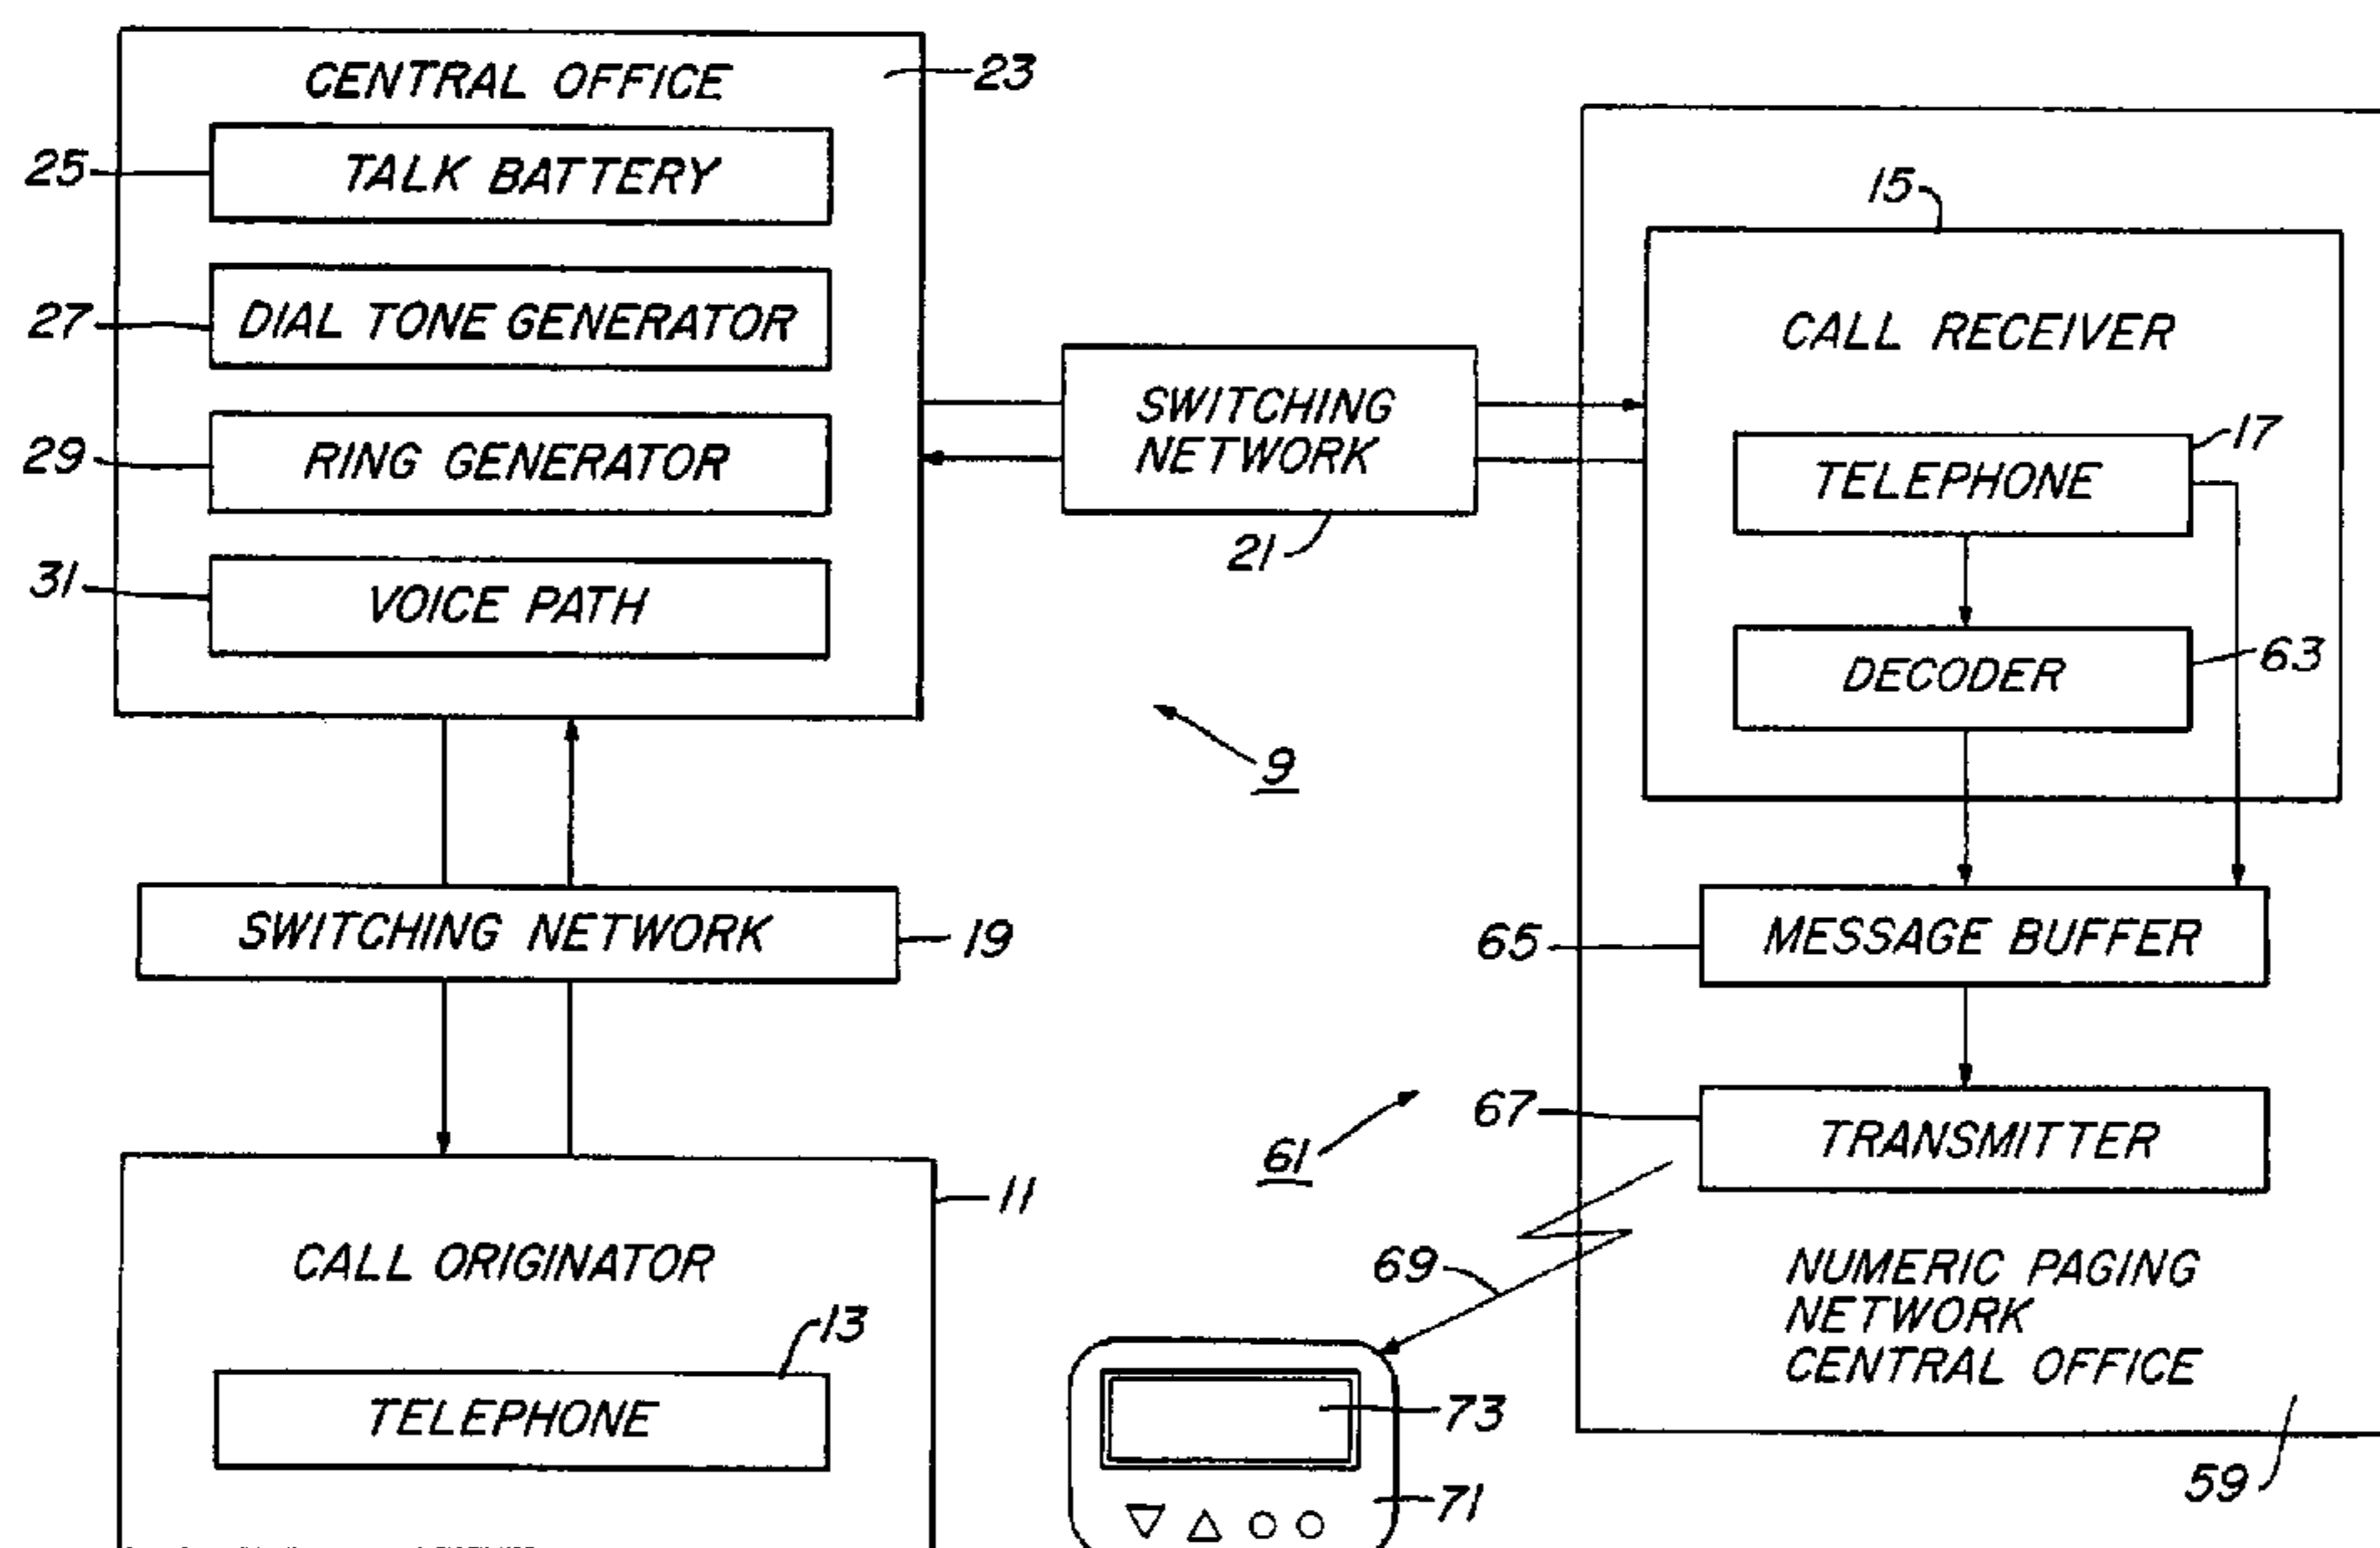 CENTRAL OFFICE
23
25
TALK BATTERY
27
DIAL TONE GENERATOR
29
RING GENERATOR
31
VOICE PATH
SWITCHING
NETWORK
21
15
CALL RECEIVER
17
TELEPHONE
DECODER
63
9
SWITCHING NETWORK
19
65
MESSAGE BUFFER
67
TRANSMITTER
61
11
CALL ORIGINATOR
13
TELEPHONE
69
NUMERIC PAGING
NETWORK
CENTRAL OFFICE
73
71
59